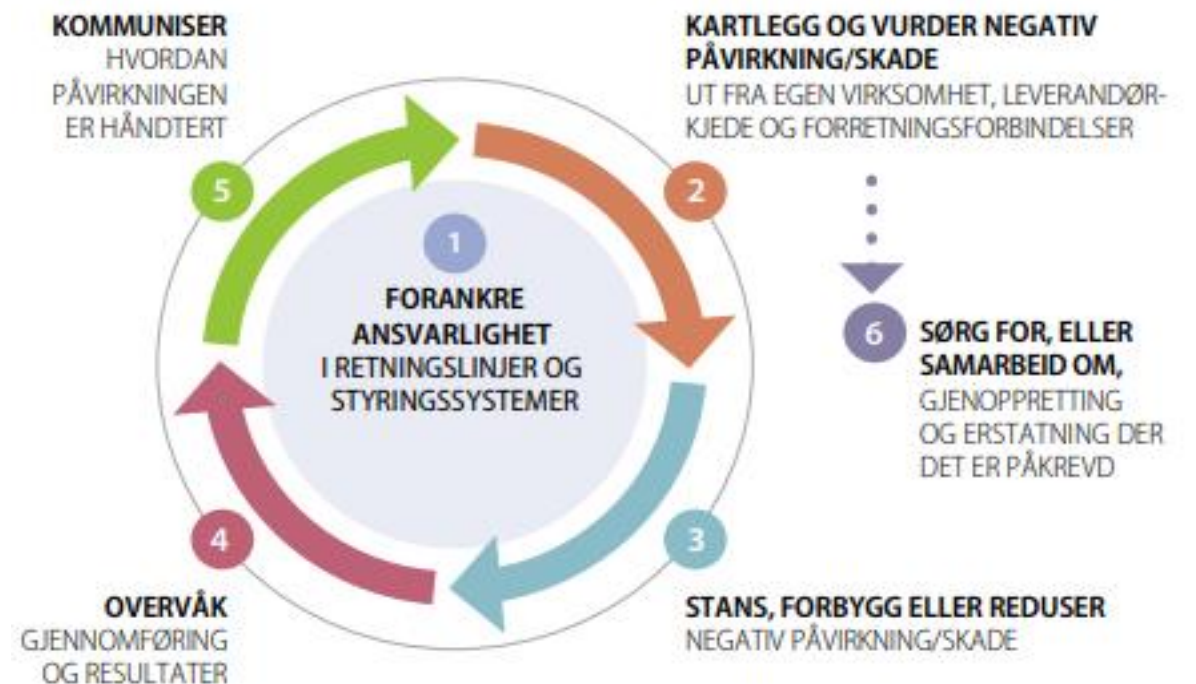 1
FORANKRE
ANSVARLIGHET
I RETNINGSLINJER OG
STYRINGSSYSTEMER
2
KARTLEGG OG VURDER NEGATIV
PÅVIRKNING/SKADE
UT FRA EGEN VIRKSOMHET, LEVERANDØR-
KJEDE OG FORRETNINGSFORBINDELSER
3
STANS, FORBYGG ELLER REDUSER
NEGATIV PÅVIRKNING/SKADE
4
OVERVÅK
GJENNOMFØRING
OG RESULTATER
5
KOMMUNISER
HVORDAN
PÅVIRKNINGEN
ER HÅNDTERT
6
SØRG FOR, ELLER
SAMARBEID OM,
GJENOPPRETTING
OG ERSTATNING DER
DET ER PÅKREVD